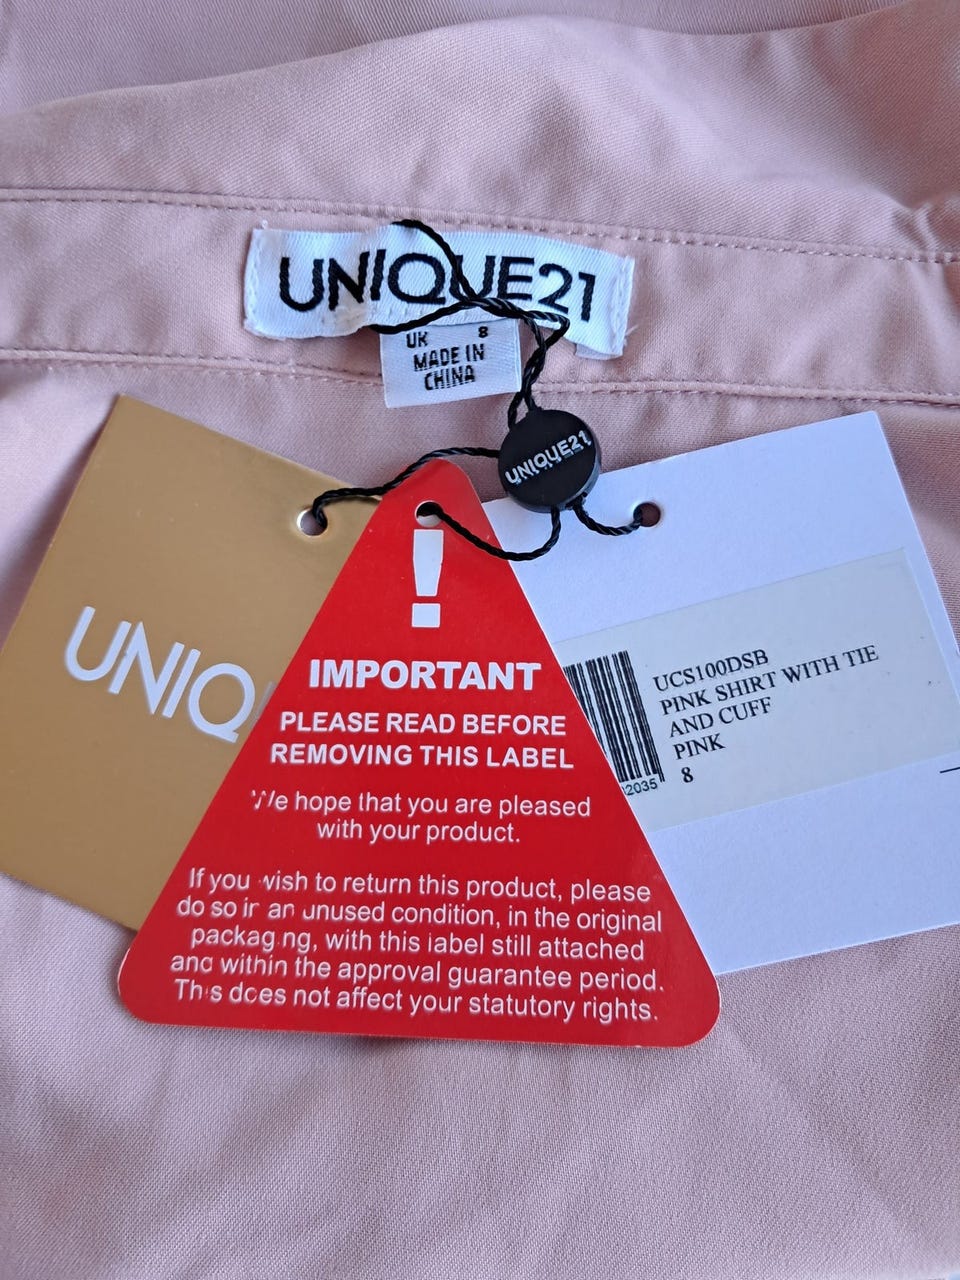 UNIQUE21
UK 8
MADE IN
CHINA
UNIQUE21
UNIQ
!
IMPORTANT
PLEASE READ BEFORE
REMOVING THIS LABEL
We hope that you are pleased
with your product.
If you wish to return this product, please
do so in an unused condition, in the original
packaging, with this label still attached
and within the approval guarantee period.
This does not affect your statutory rights.
UCS100DSB
PINK SHIRT WITH TIE
AND CUFF
PINK
8
2035